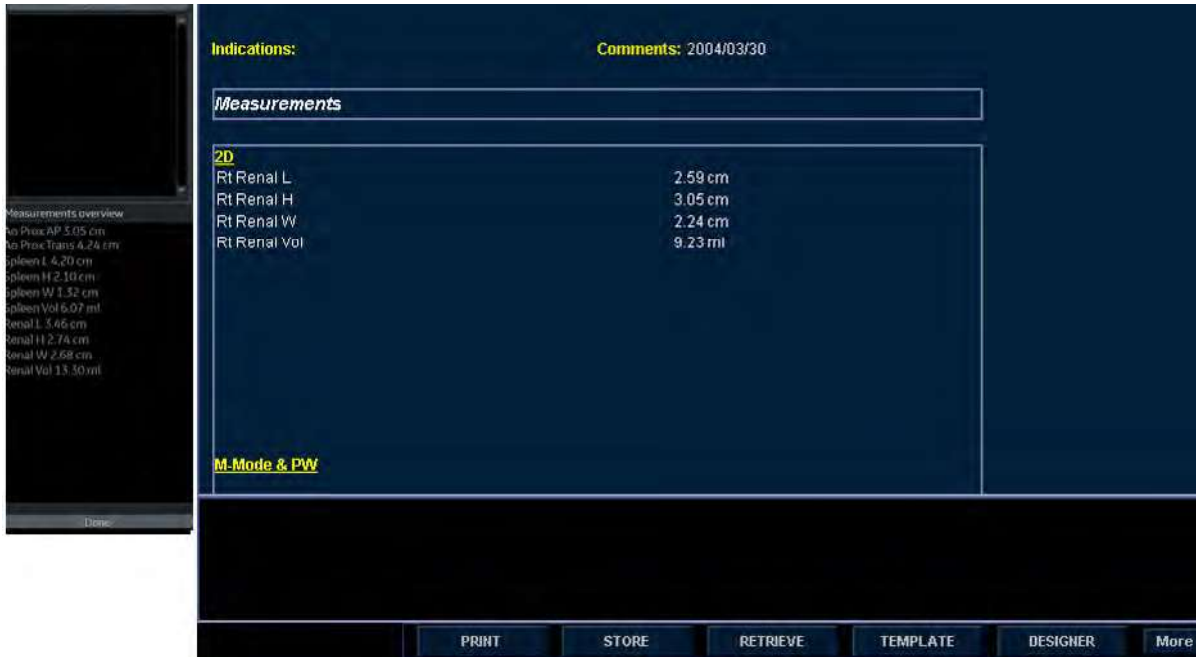 Measurements overview
Ao Prox AP 3.05 cm
Ao Prox Trans 4.24 cm
Spleen L 4.20 cm
Spleen H 2.10 cm
Spleen W 1.32 cm
Spleen Vol 6.07 ml
Renal L 3.46 cm
Renal H 2.74 cm
Renal W 2.68 cm
Renal Vol 13.30 ml
Done
Indications: Comments: 2004/03/30
Measurements
2D
Rt Renal L 2.59 cm
Rt Renal H 3.05 cm
Rt Renal W 2.24 cm
Rt Renal Vol 9.23 ml
M-Mode & PW
PRINT STORE RETRIEVE TEMPLATE DESIGNER More